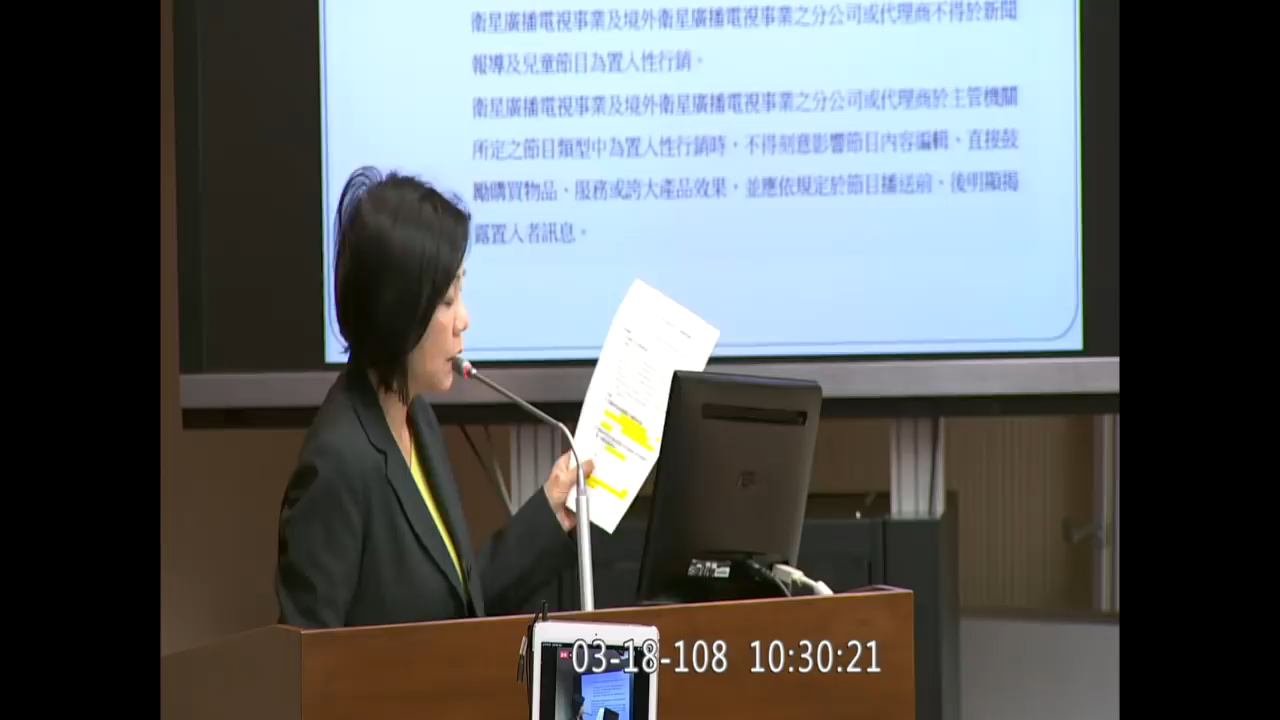 衛星廣播電視事業及境外衛星廣播電視事業之分公司或代理商不得於新聞
報導及兒童節目為置入性行銷。
衛星廣播電視事業及境外衛星廣播電視事業之分公司或代理商於主管機關
所定之節目類型中為置入性行銷時，不得刻意影響節目內容編輯、直接鼓
勵購買物品、服務或誇大產品效果，並應依規定於節目播送前、後明顯揭
露置入者訊息。
03-18-108 10:30:21